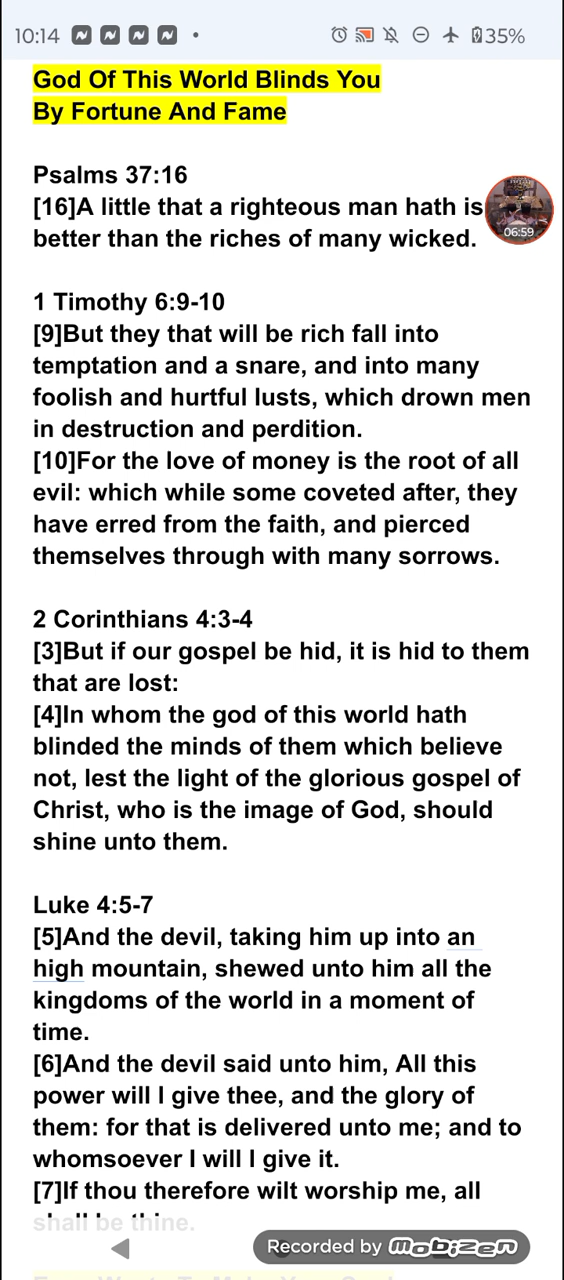 10:14
35%
God Of This World Blinds You
By Fortune And Fame
Psalms 37:16
[16]A little that a righteous man hath is
better than the riches of many wicked.
06:59
1 Timothy 6:9-10
[9]But they that will be rich fall into
temptation and a snare, and into many
foolish and hurtful lusts, which drown men
in destruction and perdition.
[10]For the love of money is the root of all
evil: which while some coveted after, they
have erred from the faith, and pierced
themselves through with many sorrows.
2 Corinthians 4:3-4
[3]But if our gospel be hid, it is hid to them
that are lost:
[4]In whom the god of this world hath
blinded the minds of them which believe
not, lest the light of the glorious gospel of
Christ, who is the image of God, should
shine unto them.
Luke 4:5-7
[5]And the devil, taking him up into an
high mountain, shewed unto him all the
kingdoms of the world in a moment of
time.
[6]And the devil said unto him, All this
power will I give thee, and the glory of
them: for that is delivered unto me; and to
whomsoever I will I give it.
[7]If thou therefore wilt worship me, all
shall be thine.
Recorded by Mobizen